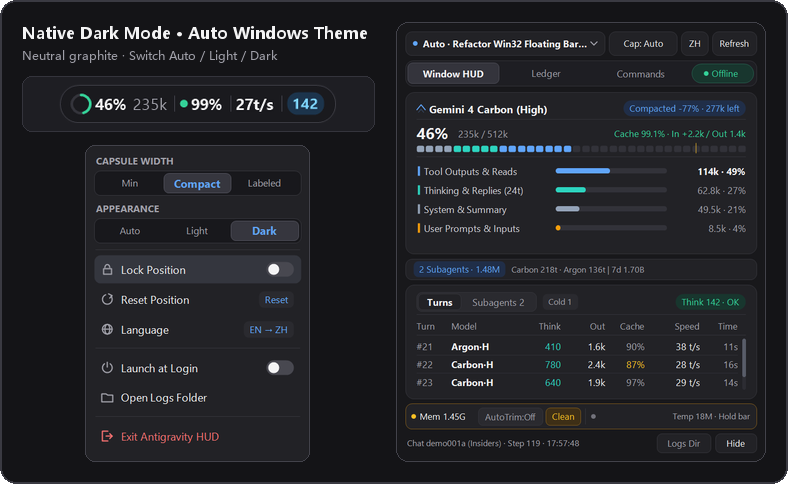 Native Dark Mode • Auto Windows Theme
Neutral graphite · Switch Auto / Light / Dark
46% 235k 99% 27t/s 142
CAPSULE WIDTH
Min Compact Labeled
APPEARANCE
Auto Light Dark
Lock Position
Reset Position Reset
Language EN → ZH
Launch at Login
Open Logs Folder
Exit Antigravity HUD
Auto · Refactor Win32 Floating Bar... Cap: Auto ZH Refresh
Window HUD Ledger Commands Offline
Gemini 4 Carbon (High) Compacted -77% · 277k left
46% 235k / 512k Cache 99.1% · In +2.2k / Out 1.4k
Tool Outputs & Reads 114k · 49%
Thinking & Replies (24t) 62.8k · 27%
System & Summary 49.5k · 21%
User Prompts & Inputs 8.5k · 4%
2 Subagents · 1.48M Carbon 218t · Argon 136t | 7d 1.70B
Turns Subagents 2 Cold 1 Think 142 · OK
Turn Model Think Out Cache Speed Time
#21 Argon·H 410 1.6k 90% 38 t/s 11s
#22 Carbon·H 780 2.4k 87% 28 t/s 16s
#23 Carbon·H 640 1.9k 97% 29 t/s 14s
Mem 1.45G AutoTrim:Off Clean Temp 18M · Hold bar
Chat demo001a (Insiders) · Step 119 · 17:57:48 Logs Dir Hide